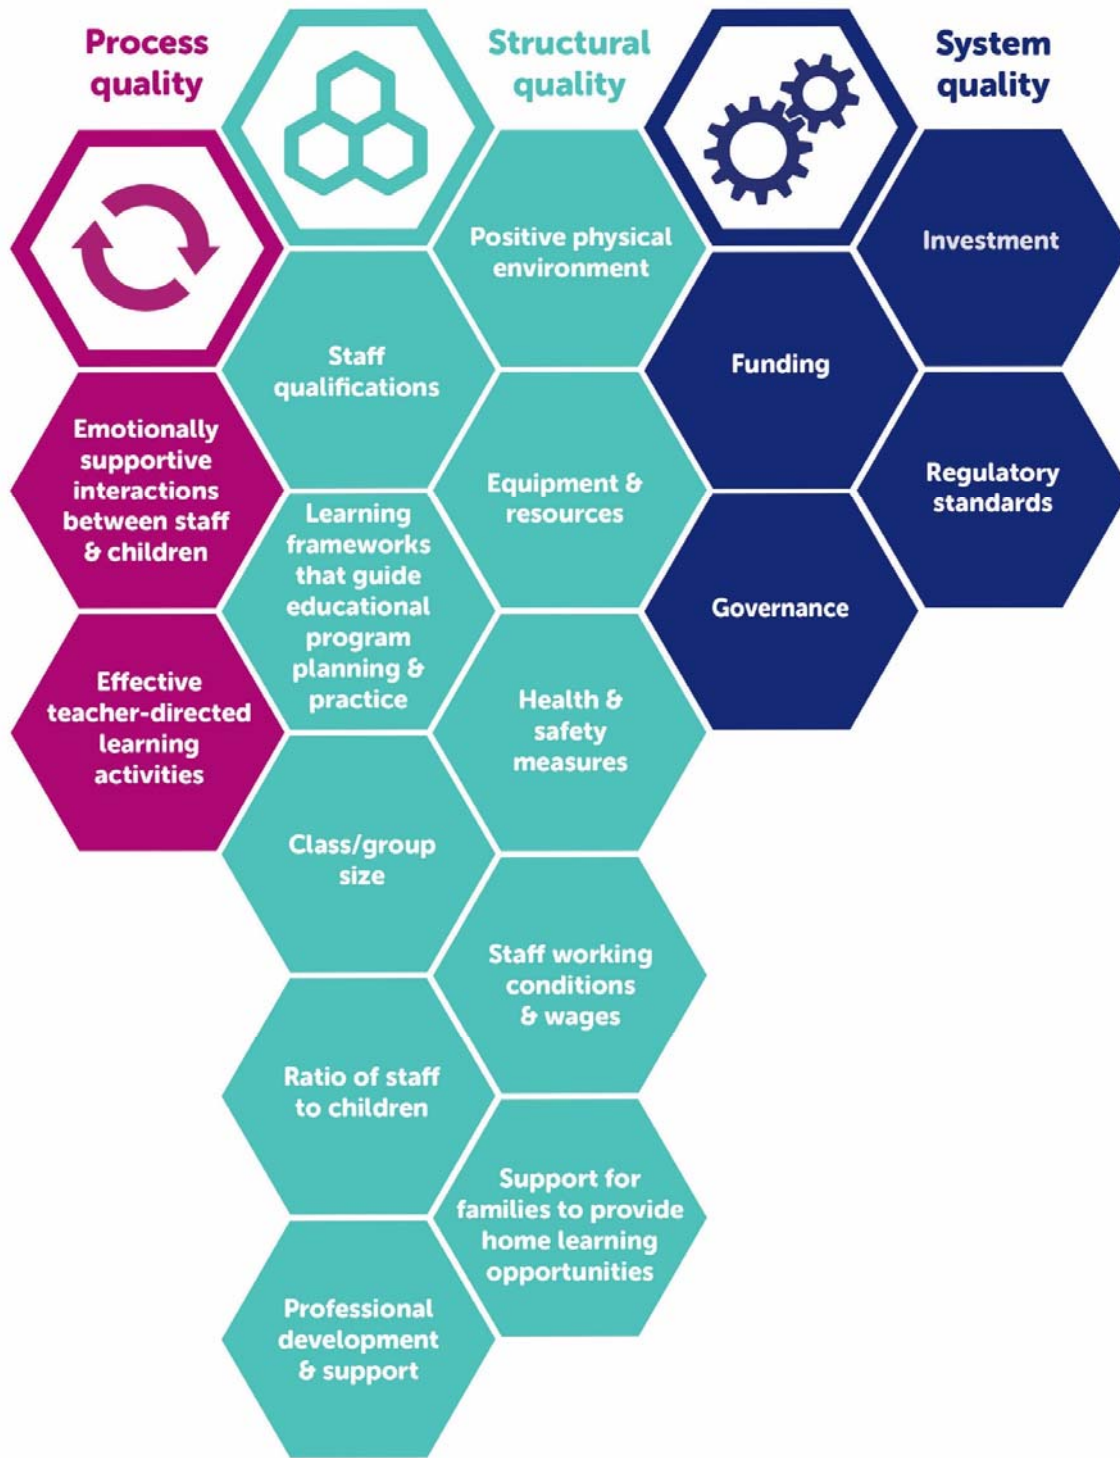 Process
quality
Emotionally
supportive
interactions
between staff
& children
Effective
teacher-directed
learning
activities
Structural
quality
Staff
qualifications
Learning
frameworks
that guide
educational
program
planning &
practice
Class/group
size
Ratio of staff
to children
Professional
development
& support
Positive physical
environment
Equipment &
resources
Health &
safety
measures
Staff working
conditions
& wages
Support for
families to provide
home learning
opportunities
System
quality
Funding
Governance
Investment
Regulatory
standards